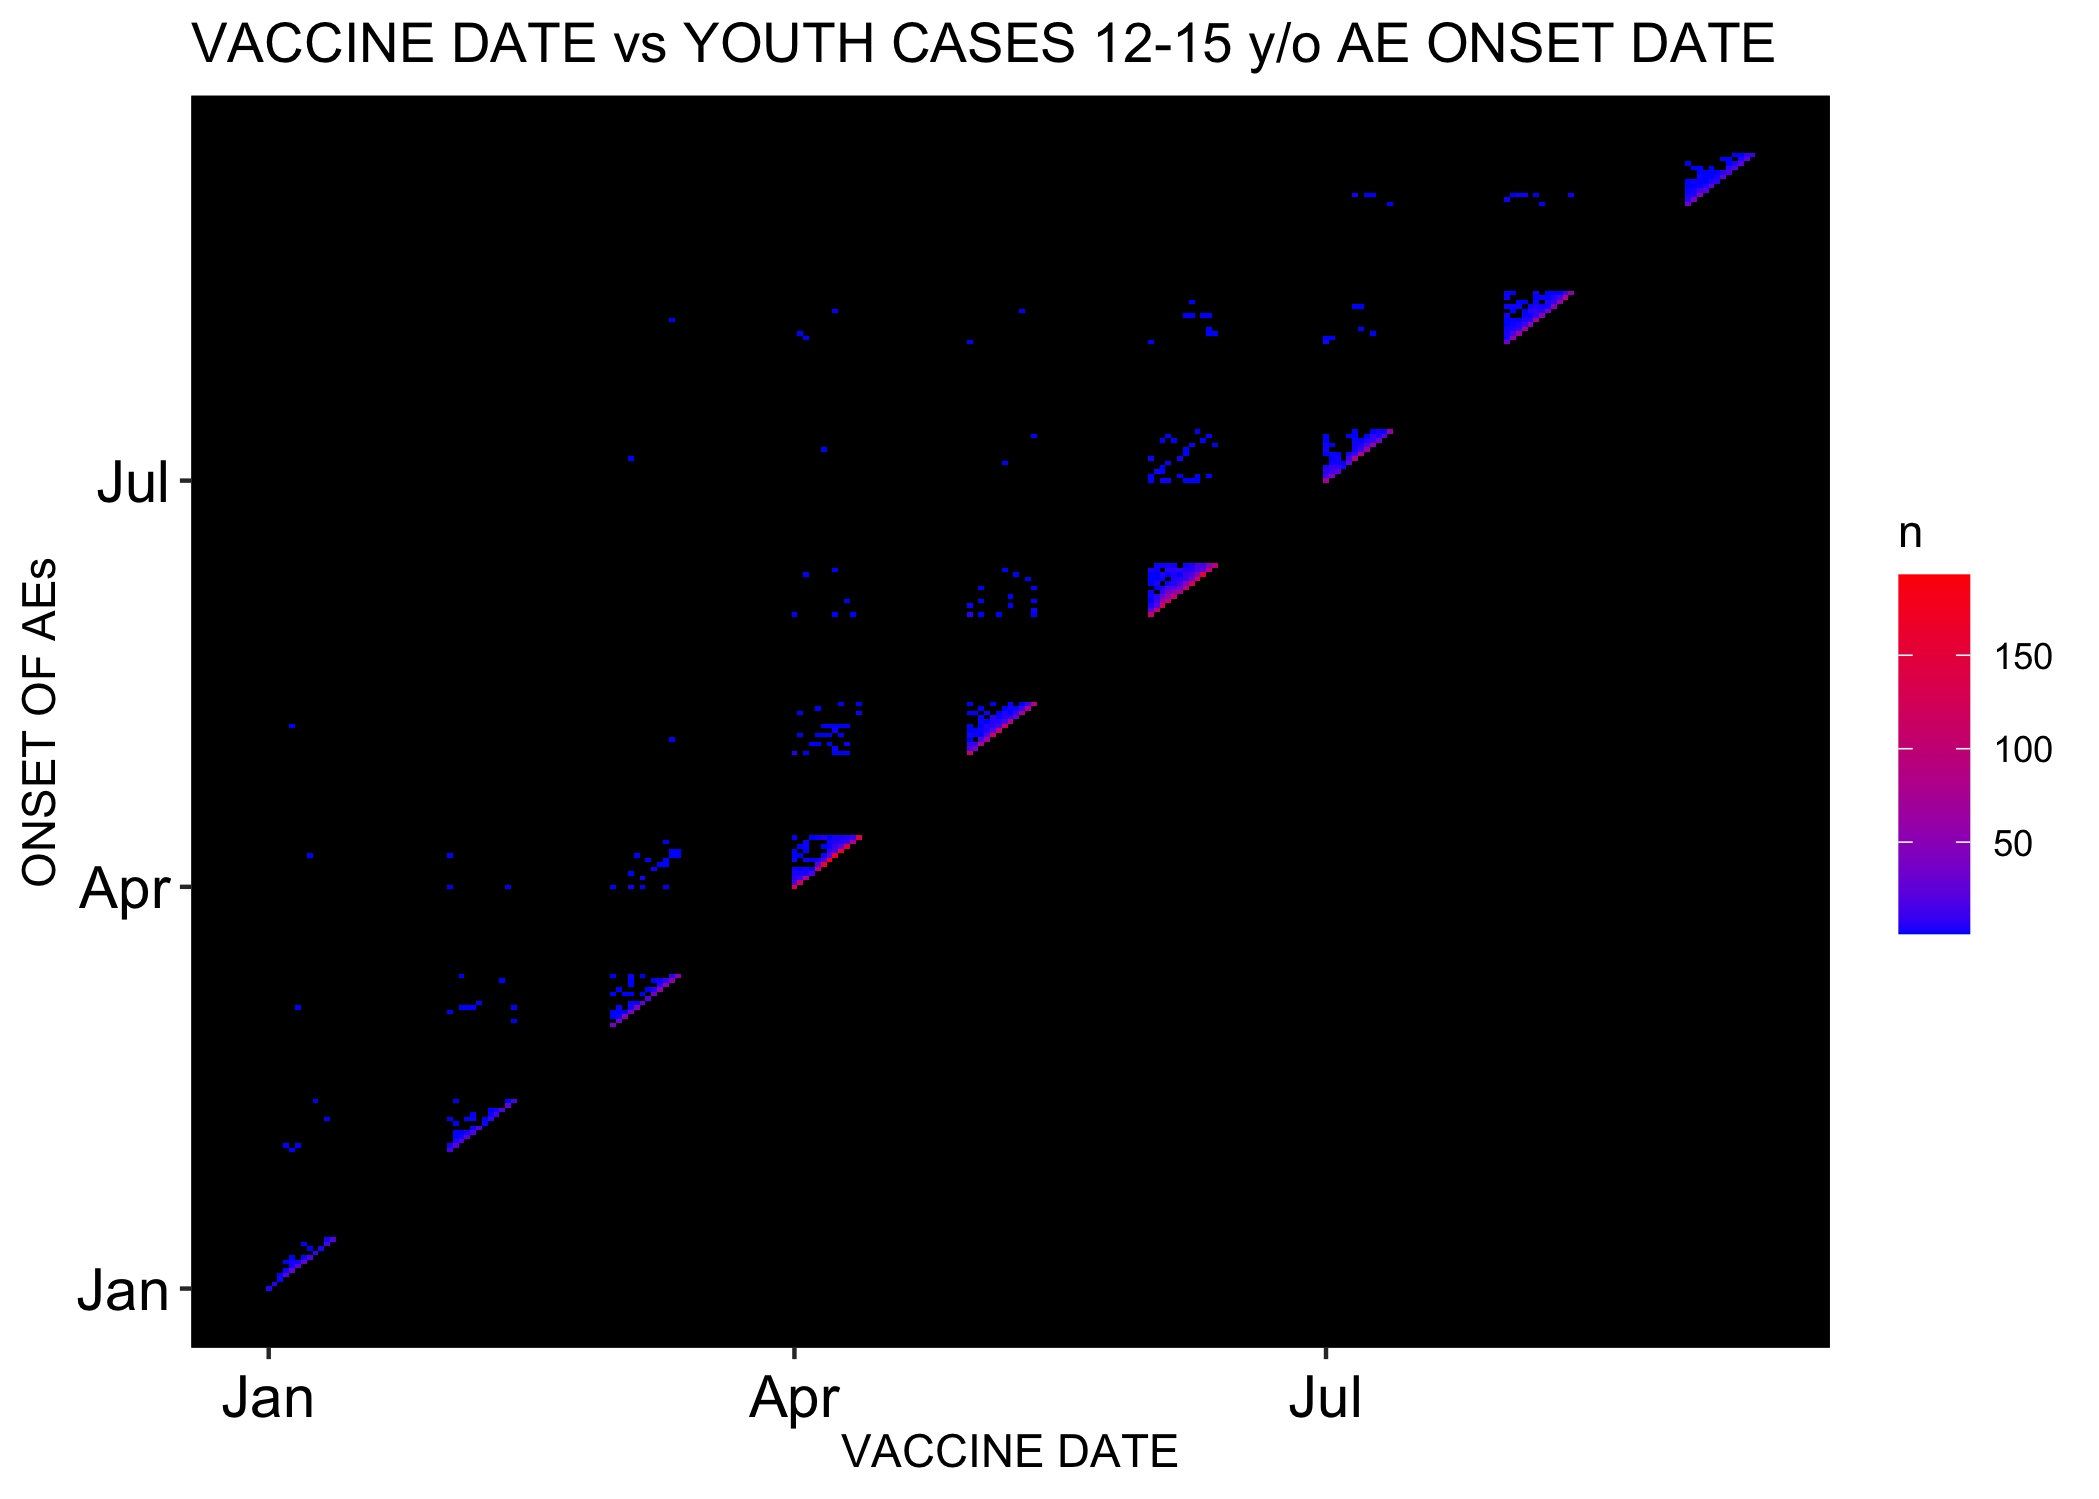 VACCINE DATE vs YOUTH CASES 12-15 y/o AE ONSET DATE
ONSET OF AEs
Jul
Apr
Jan
Jan
Apr
Jul
VACCINE DATE
n
150
100
50